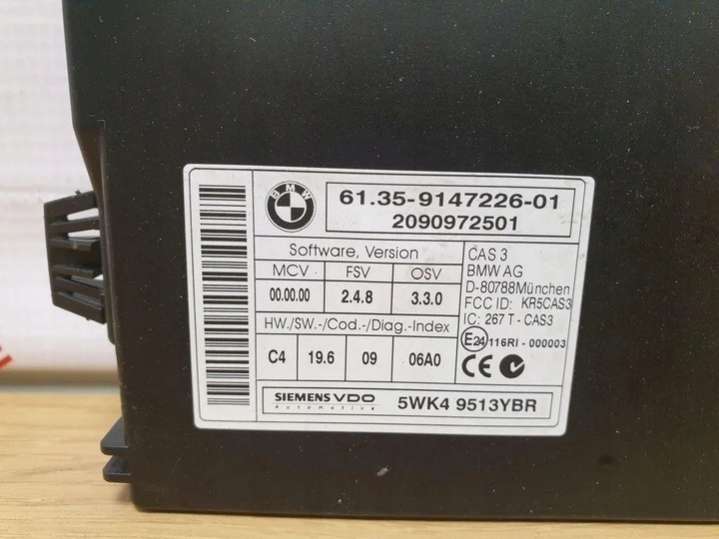 BMW
61.35-9147226-01
2090972501
Software, Version
MCV FSV OSV
00.00.00 2.4.8 3.3.0
HW./SW.-/Cod.-/Diag.-Index
C4 19.6 09 06A0
CAS 3
BMW AG
D-80788München
FCC ID: KR5CAS3
IC: 267 T - CAS3
E24 116RI - 000003
CE
SIEMENS VDO
Automotive
5WK4 9513YBR